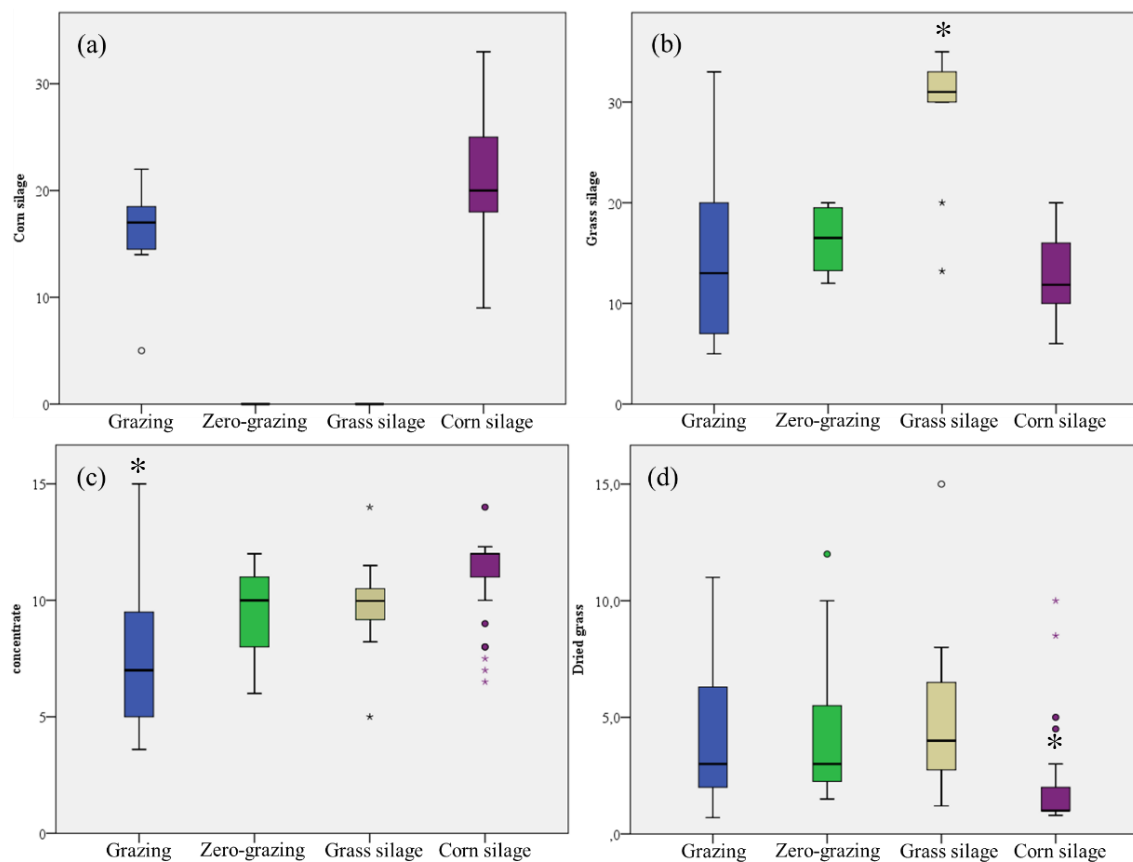 (a)
Corn silage
30
20
10
0
Grazing Zero-grazing Grass silage Corn silage
(b)
*
Grass silage
30
20
10
0
Grazing Zero-grazing Grass silage Corn silage
(c)
*
concentrate
15
10
5
0
Grazing Zero-grazing Grass silage Corn silage
(d)
*
Dried grass
15.0
10.0
5.0
.0
Grazing Zero-grazing Grass silage Corn silage